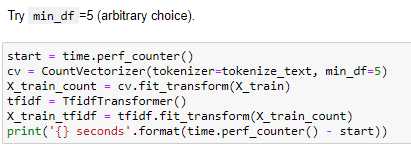 Try min_df =5 (arbitrary choice).
start = time.perf_counter()
cv = CountVectorizer(tokenizer=tokenize_text, min_df=5)
X_train_count = cv.fit_transform(X_train)
tfidf = TfidfTransformer()
X_train_tfidf = tfidf.fit_transform(X_train_count)
print('{} seconds'.format(time.perf_counter() - start))